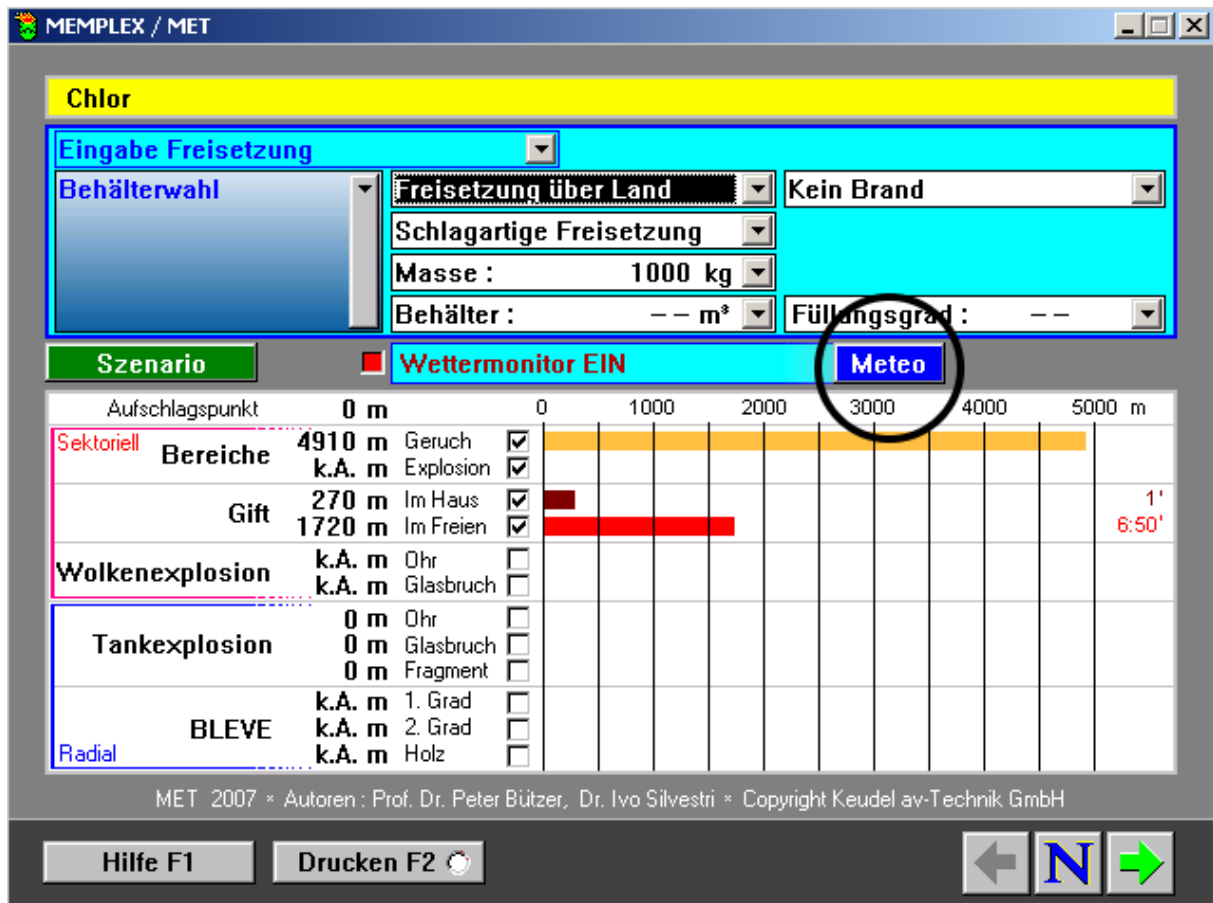 MEMPLEX / MET
Chlor
Eingabe Freisetzung
Behälterwahl
Freisetzung über Land
Kein Brand
Schlagartige Freisetzung
Masse : 1000 kg
Behälter : – – m³
Füllungsgrad : – –
Szenario
Wettermonitor EIN
Meteo
Aufschlagspunkt 0 m 0 1000 2000 3000 4000 5000 m
Sektoriell
Bereiche
4910 m Geruch
k.A. m Explosion
Gift
270 m Im Haus 1'
1720 m Im Freien 6:50'
Wolkenexplosion
k.A. m Ohr
k.A. m Glasbruch
Tankexplosion
0 m Ohr
0 m Glasbruch
0 m Fragment
BLEVE
k.A. m 1. Grad
k.A. m 2. Grad
k.A. m Holz
Radial
MET 2007 * Autoren : Prof. Dr. Peter Bützer, Dr. Ivo Silvestri * Copyright Keudel av-Technik GmbH
Hilfe F1
Drucken F2
N